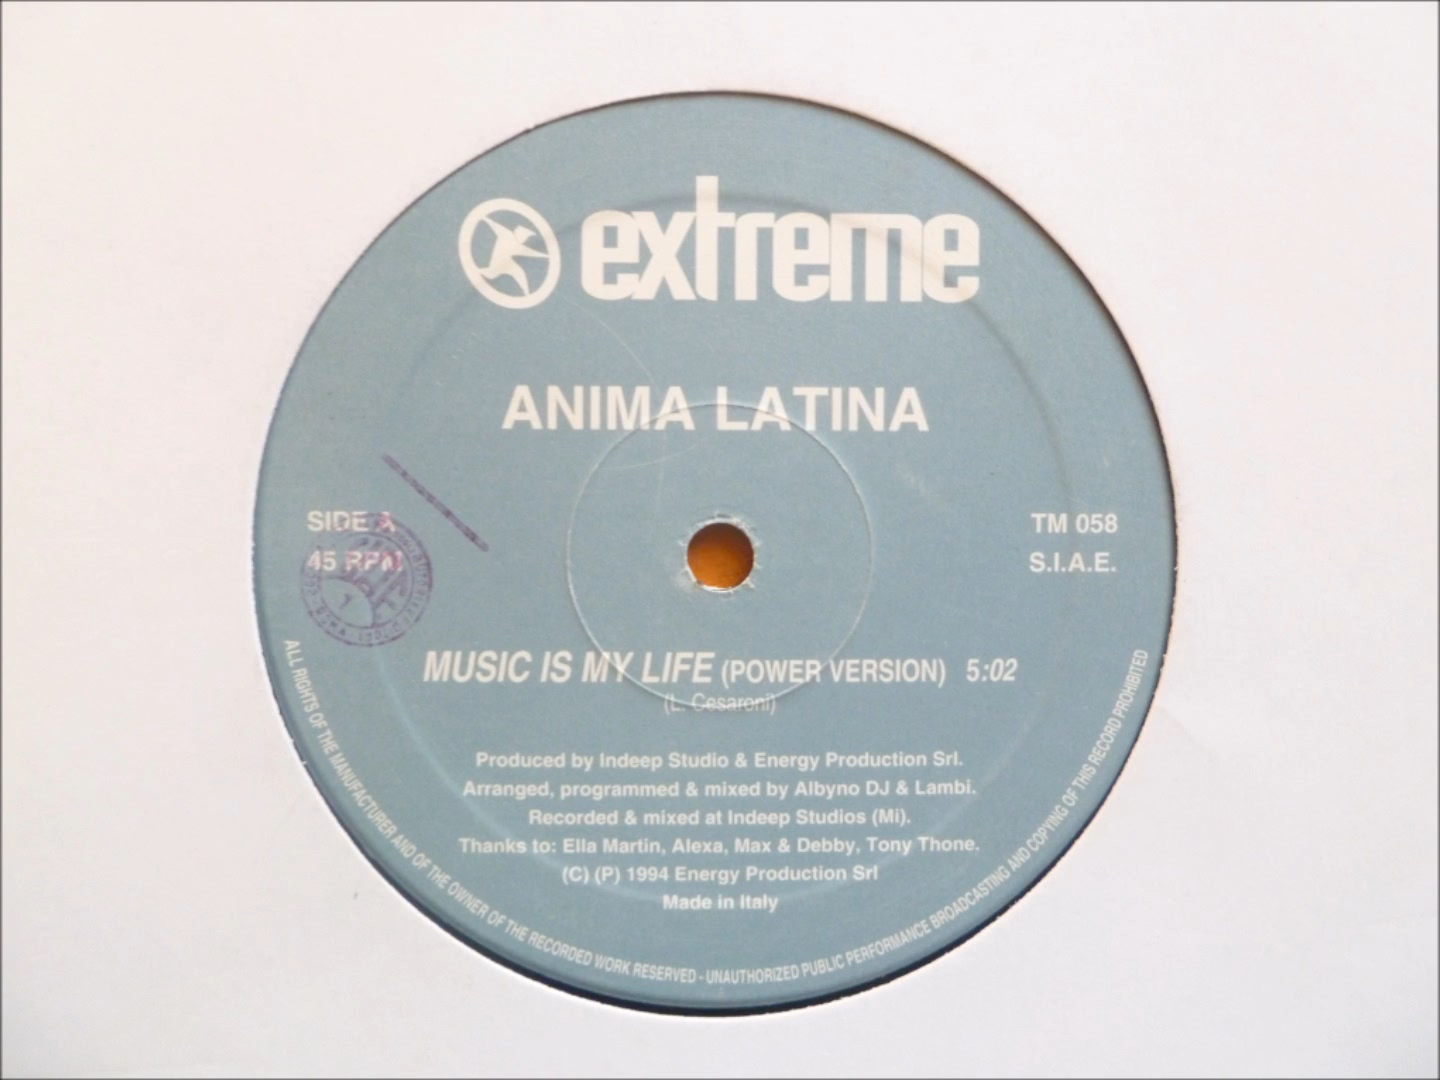 extreme
ANIMA LATINA
SIDE A
45 RPM
TM 058
S.I.A.E.
MUSIC IS MY LIFE (POWER VERSION) 5:02
(L. Cesaroni)
Produced by Indeep Studio & Energy Production Srl.
Arranged, programmed & mixed by Albyno DJ & Lambi.
Recorded & mixed at Indeep Studios (Mi).
Thanks to: Ella Martin, Alexa, Max & Debby, Tony Thone.
(C) (P) 1994 Energy Production Srl
Made in Italy
ALL RIGHTS OF THE MANUFACTURER AND OF THE OWNER OF THE RECORDED WORK RESERVED - UNAUTHORIZED PUBLIC PERFORMANCE BROADCASTING AND COPYING OF THIS RECORD PROHIBITED